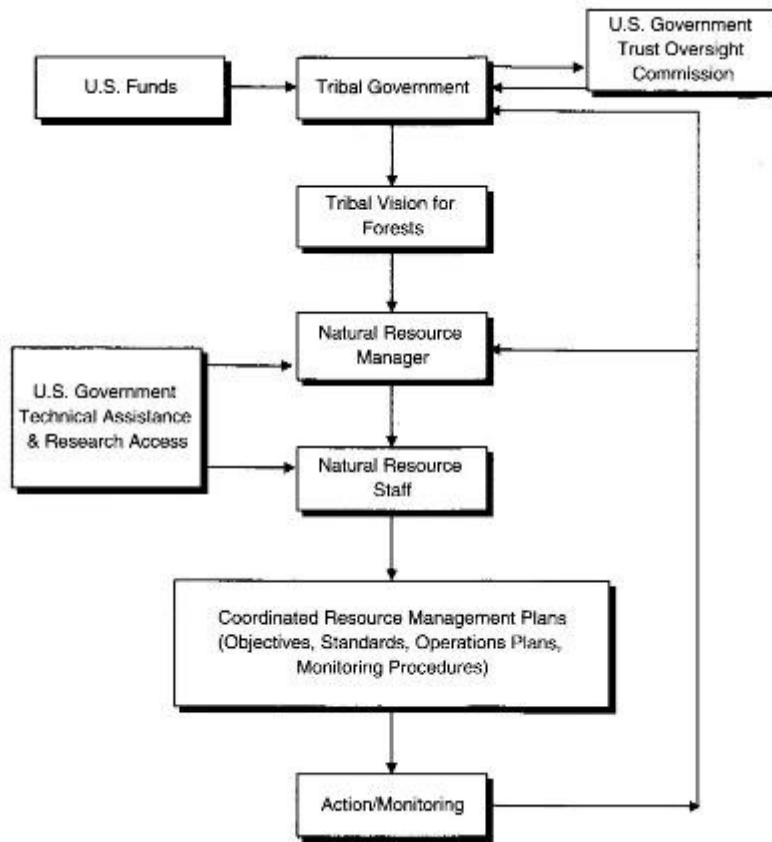 U.S. Government
Trust Oversight
Commission
U.S. Funds
Tribal Government
Tribal Vision for
Forests
Natural Resource
Manager
U.S. Government
Technical Assistance
& Research Access
Natural Resource
Staff
Coordinated Resource Management Plans
(Objectives, Standards, Operations Plans,
Monitoring Procedures)
Action/Monitoring